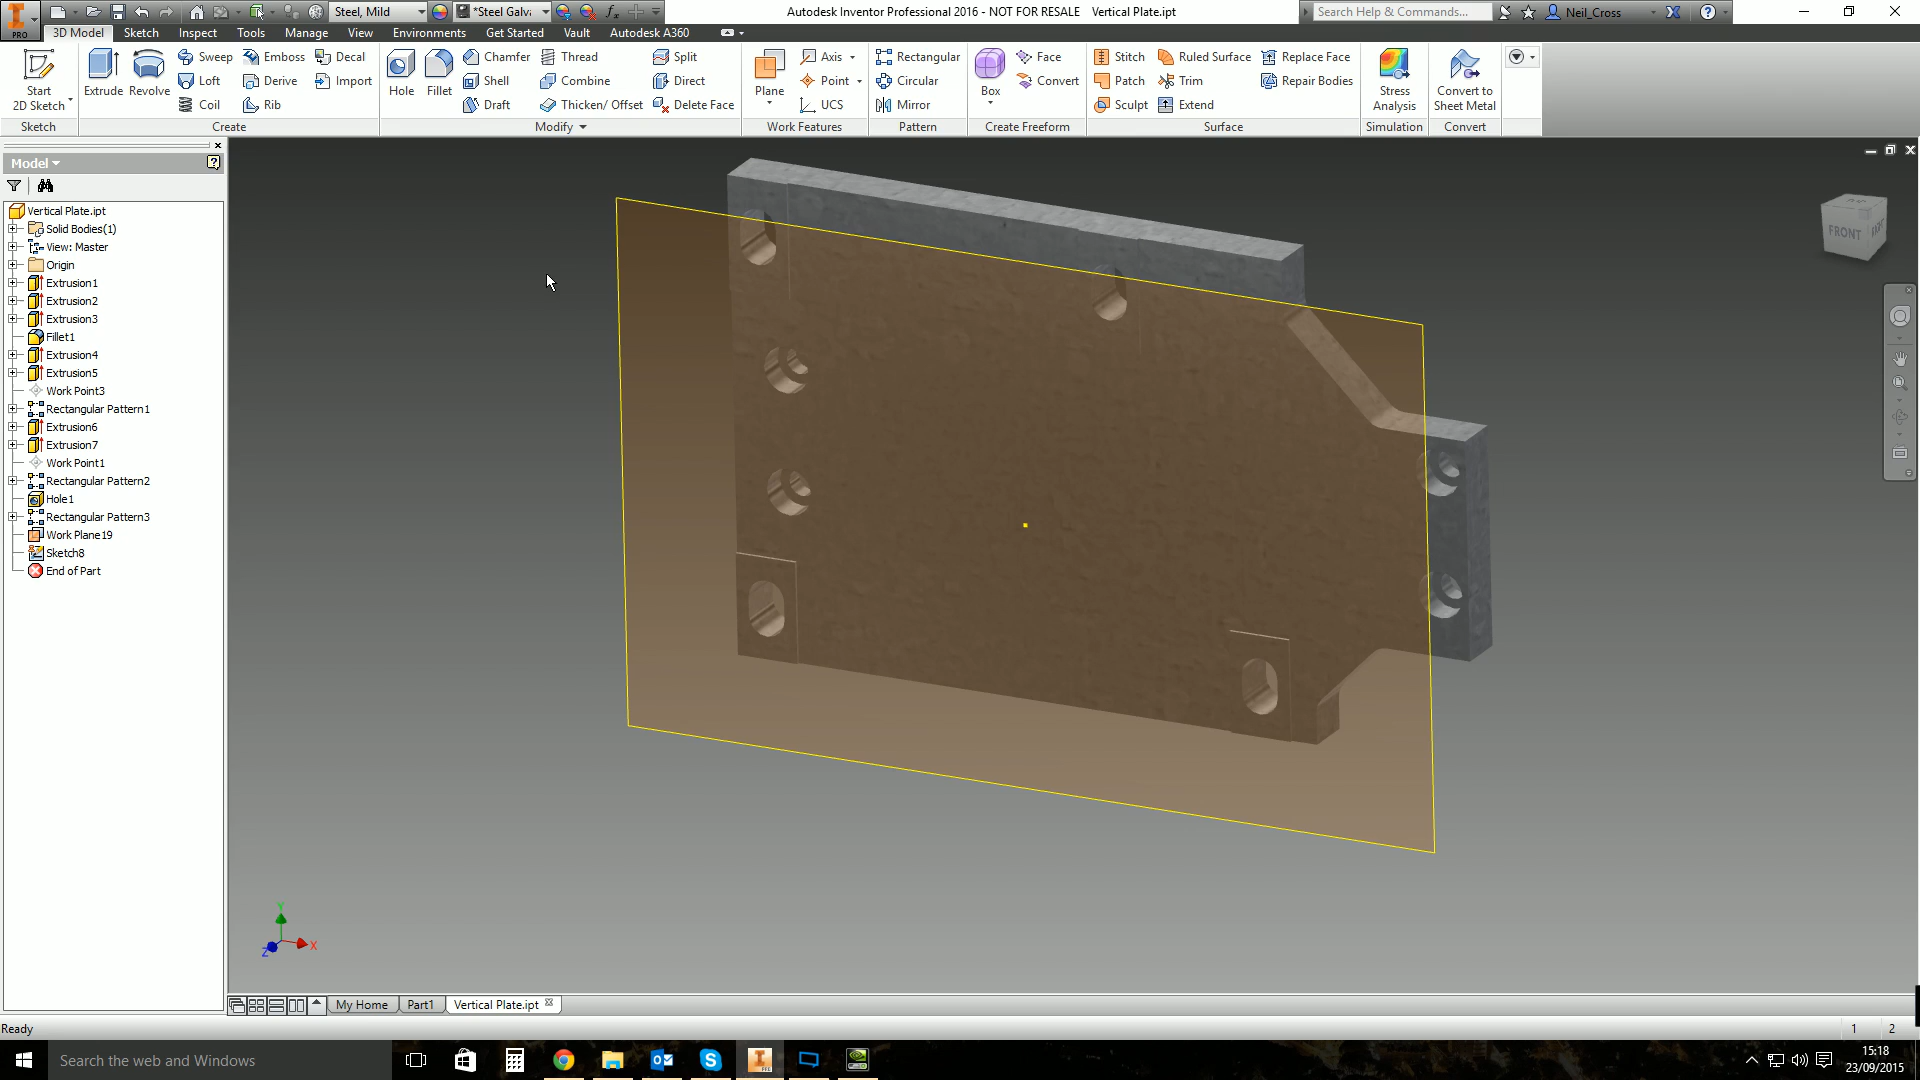 Steel, Mild
*Steel Galv
Autodesk Inventor Professional 2016 - NOT FOR RESALE Vertical Plate.ipt
Search Help & Commands...
Neil_Cross
PRO
3D Model Sketch Inspect Tools Manage View Environments Get Started Vault Autodesk A360
Start
2D Sketch
Extrude
Revolve
Sweep
Loft
Coil
Emboss
Derive
Rib
Decal
Import
Hole
Fillet
Chamfer
Shell
Draft
Thread
Combine
Thicken/ Offset
Split
Direct
Delete Face
Plane
Axis
Point
UCS
Rectangular
Circular
Mirror
Box
Face
Convert
Stitch
Patch
Sculpt
Ruled Surface
Trim
Extend
Replace Face
Repair Bodies
Stress
Analysis
Convert to
Sheet Metal
Sketch Create Modify Work Features Pattern Create Freeform Surface Simulation Convert
Model
Vertical Plate.ipt
Solid Bodies(1)
View: Master
Origin
Extrusion1
Extrusion2
Extrusion3
Fillet1
Extrusion4
Extrusion5
Work Point3
Rectangular Pattern1
Extrusion6
Extrusion7
Work Point1
Rectangular Pattern2
Hole1
Rectangular Pattern3
Work Plane19
Sketch8
End of Part
FRONT
Y
X
Z
My Home Part1 Vertical Plate.ipt
Ready
1 2
Search the web and Windows
15:18
23/09/2015